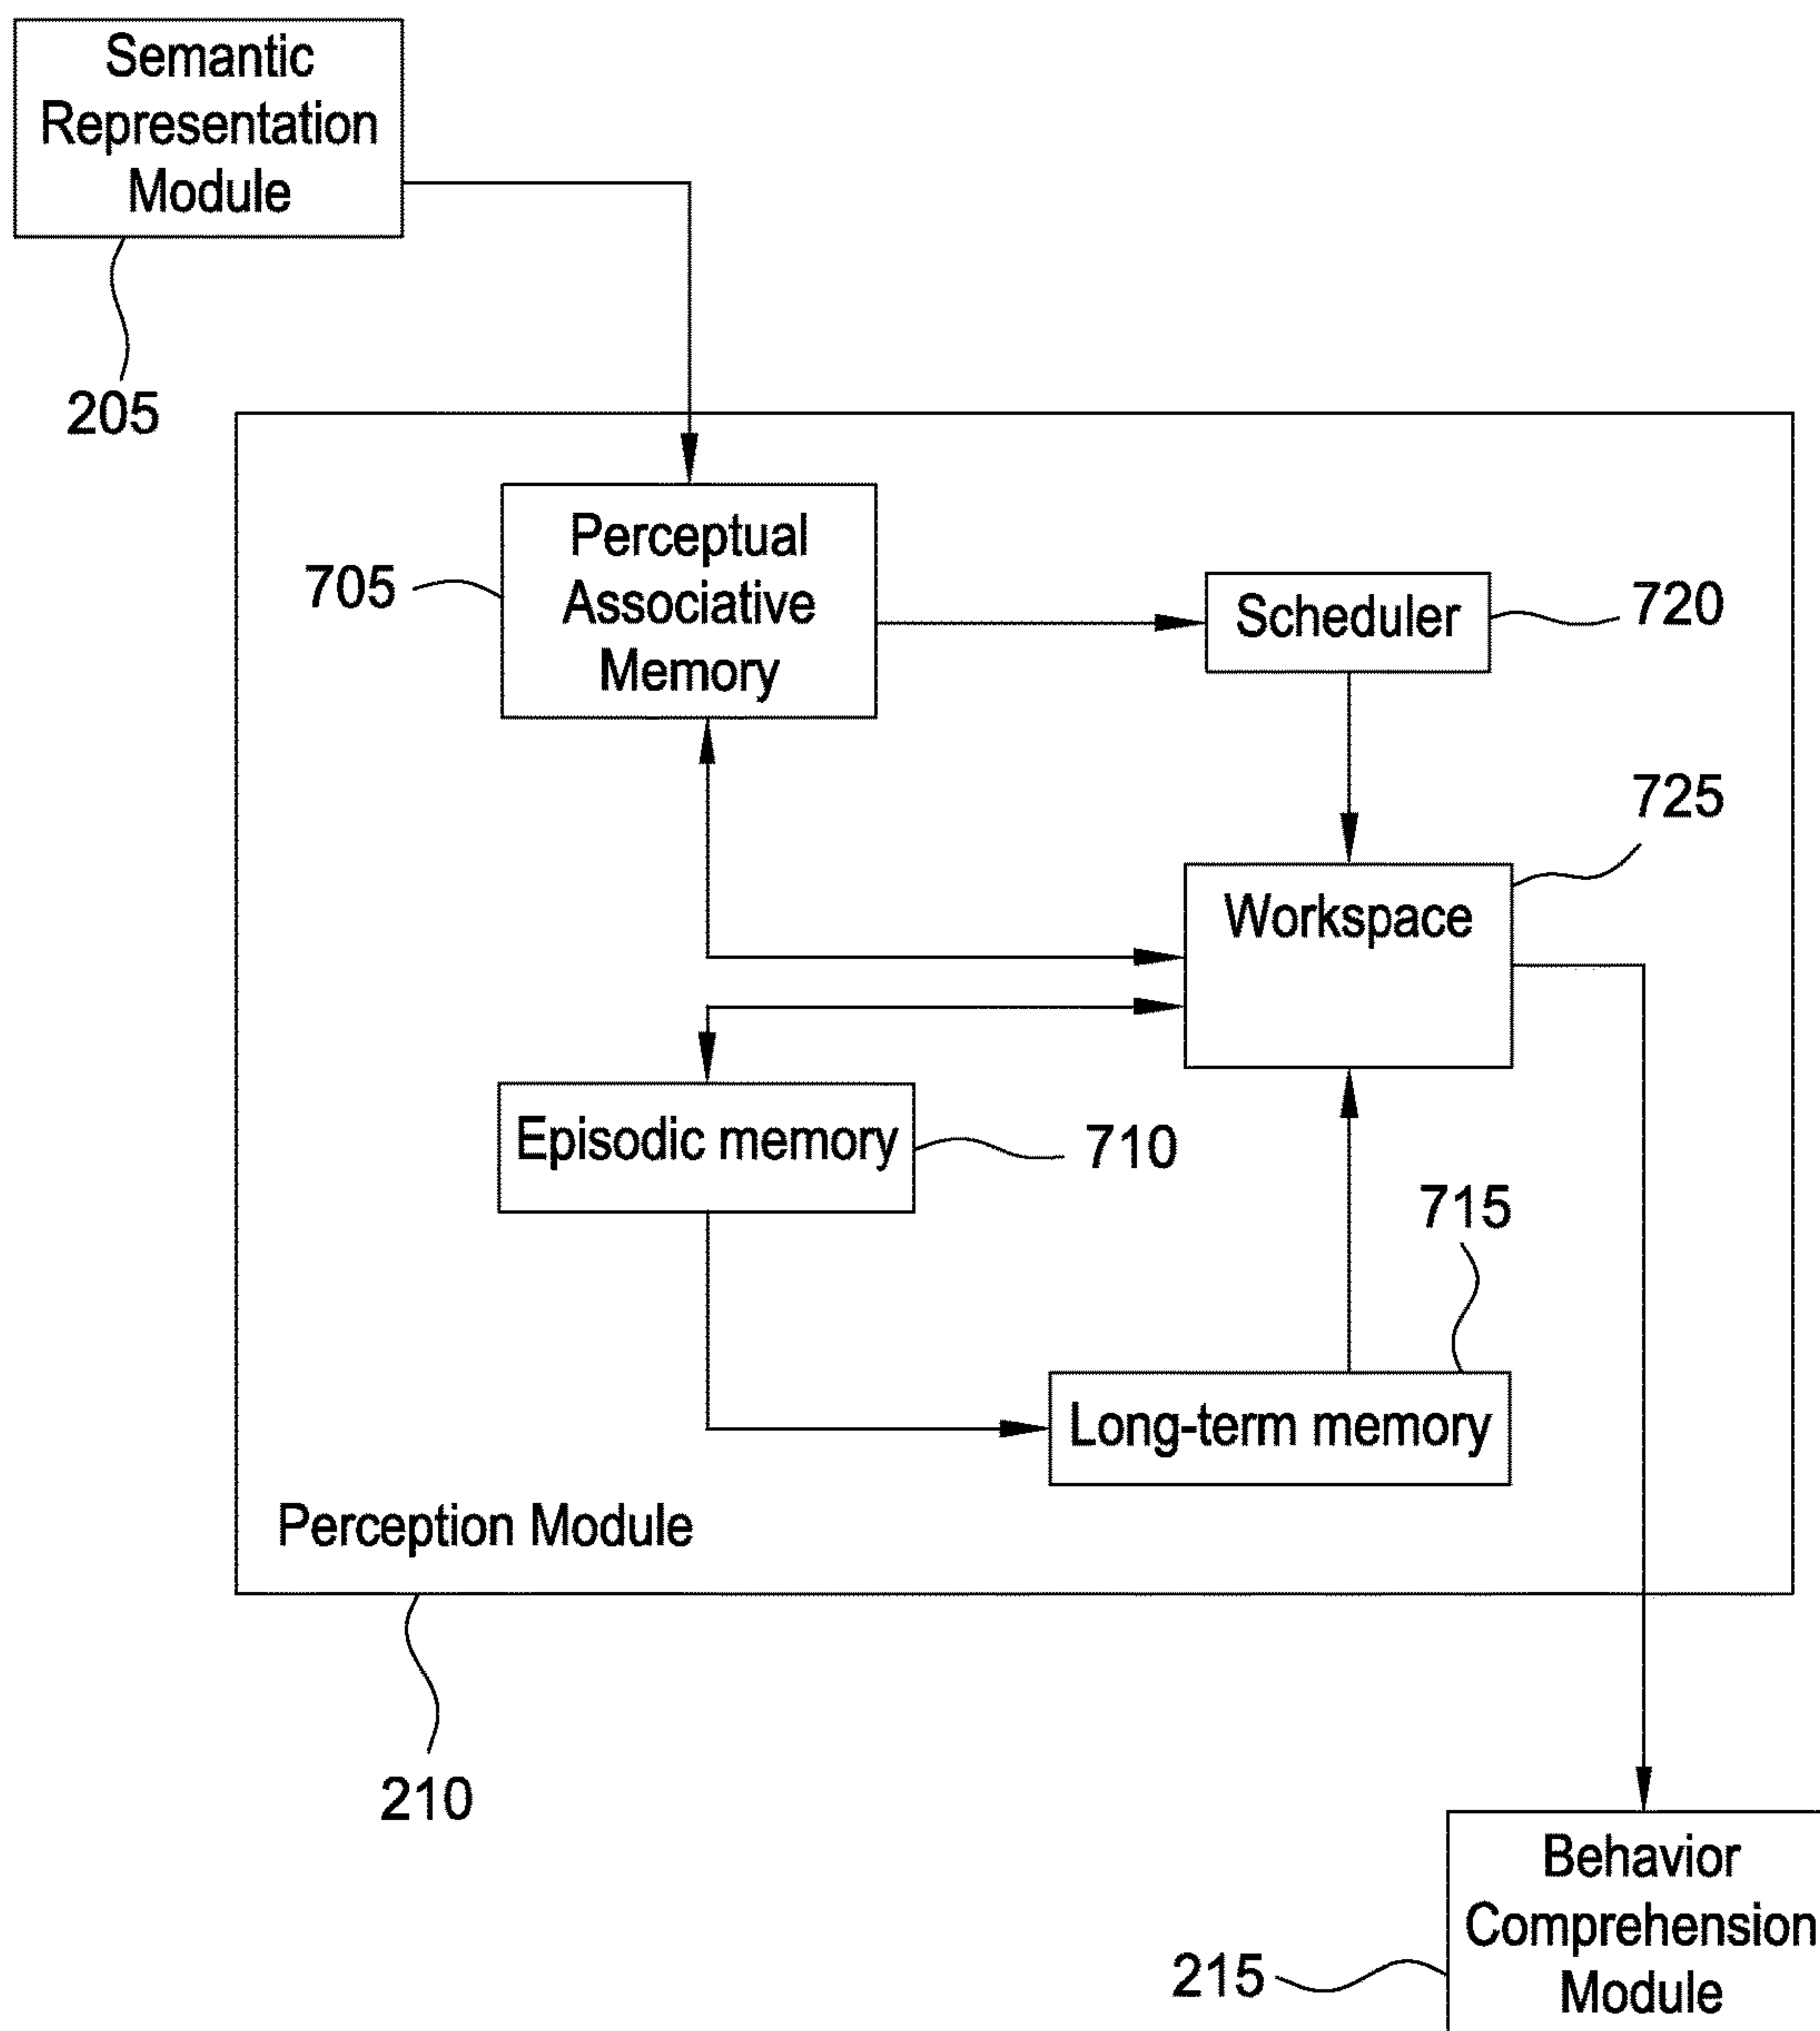 Semantic
Representation
Module
205
Perceptual
Associative
Memory
705
Scheduler
720
725
Workspace
Episodic memory
710
715
Long-term memory
Perception Module
210
Behavior
Comprehension
Module
215